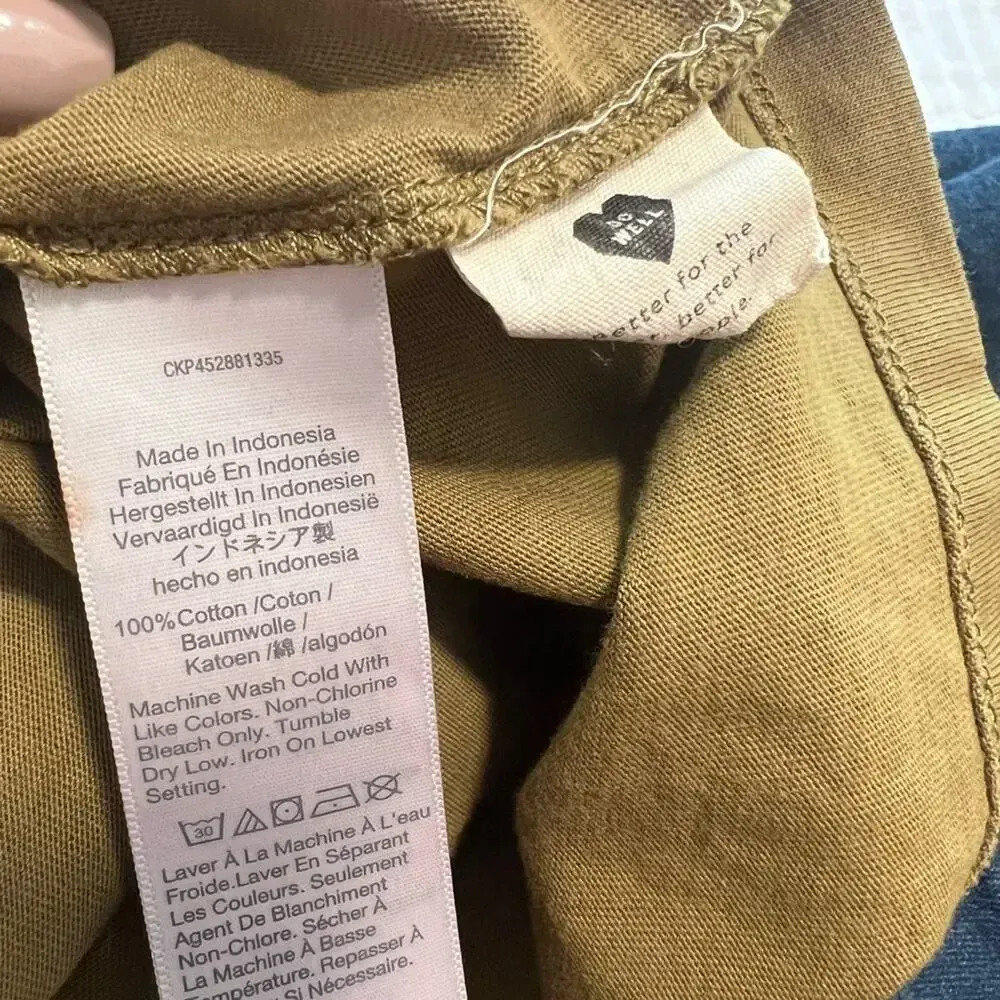 CKP452881335
Made In Indonesia
Fabriqué En Indonésie
Hergestellt In Indonesien
Vervaardigd In Indonesië
インドネシア製
hecho en indonesia
100%Cotton /Coton /
Baumwolle /
Katoen /綿 /algodón
Machine Wash Cold With
Like Colors. Non-Chlorine
Bleach Only. Tumble
Dry Low. Iron On Lowest
Setting.
30
Laver À La Machine À L'eau
Froide.Laver En Séparant
Les Couleurs. Seulement
Agent De Blanchiment
Non-Chlore. Sécher À
La Machine À Basse
Température. Repasser À
Si Nécessaire.
DO
WELL
better for the
better for